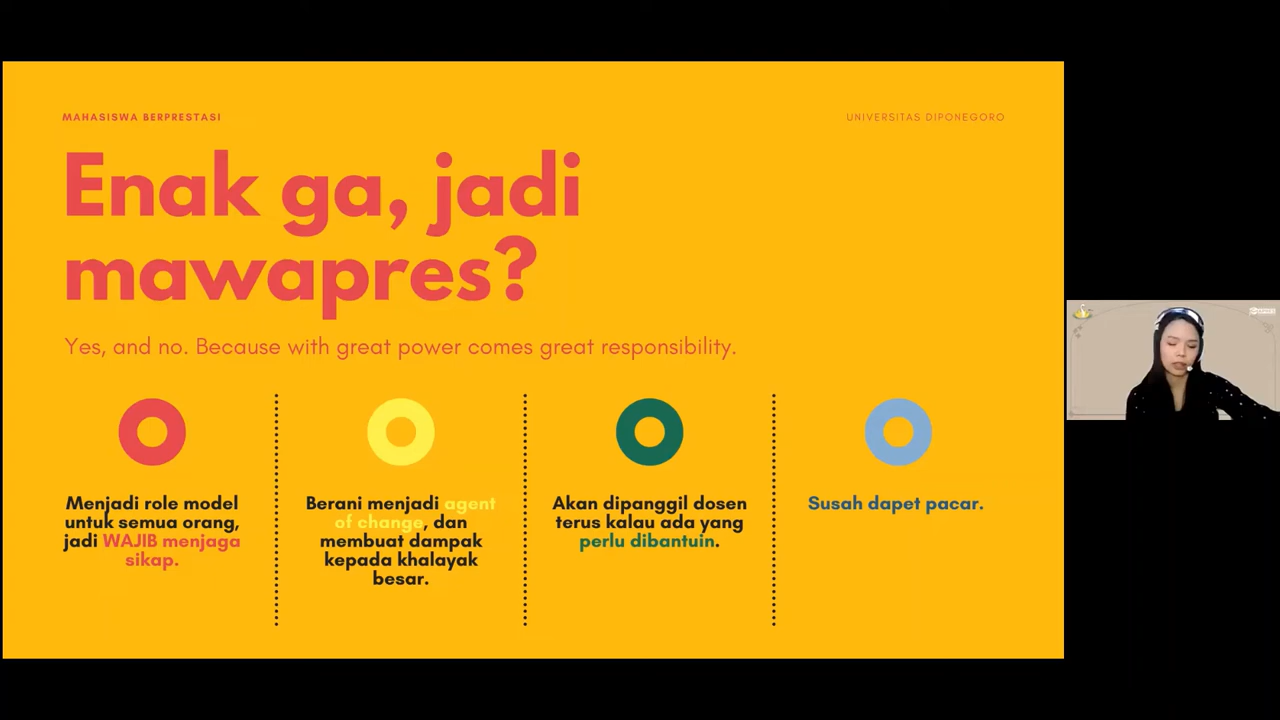 MAHASISWA BERPRESTASI
UNIVERSITAS DIPONEGORO
Enak ga, jadi
mawapres?
Yes, and no. Because with great power comes great responsibility.
Menjadi role model
untuk semua orang,
jadi WAJIB menjaga
sikap.
Berani menjadi agent
of change, dan
membuat dampak
kepada khalayak
besar.
Akan dipanggil dosen
terus kalau ada yang
perlu dibantuin.
Susah dapet pacar.